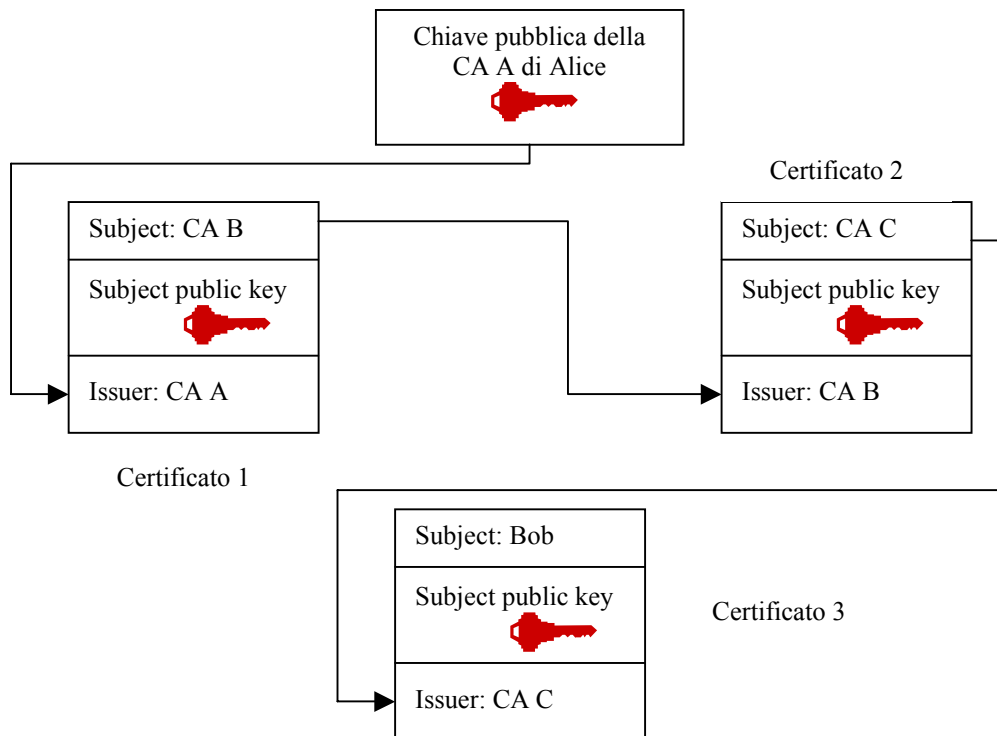 Chiave pubblica della
CA A di Alice
Certificato 2
Subject: CA B
Subject public key
Issuer: CA A
Certificato 1
Subject: CA C
Subject public key
Issuer: CA B
Subject: Bob
Subject public key
Issuer: CA C
Certificato 3